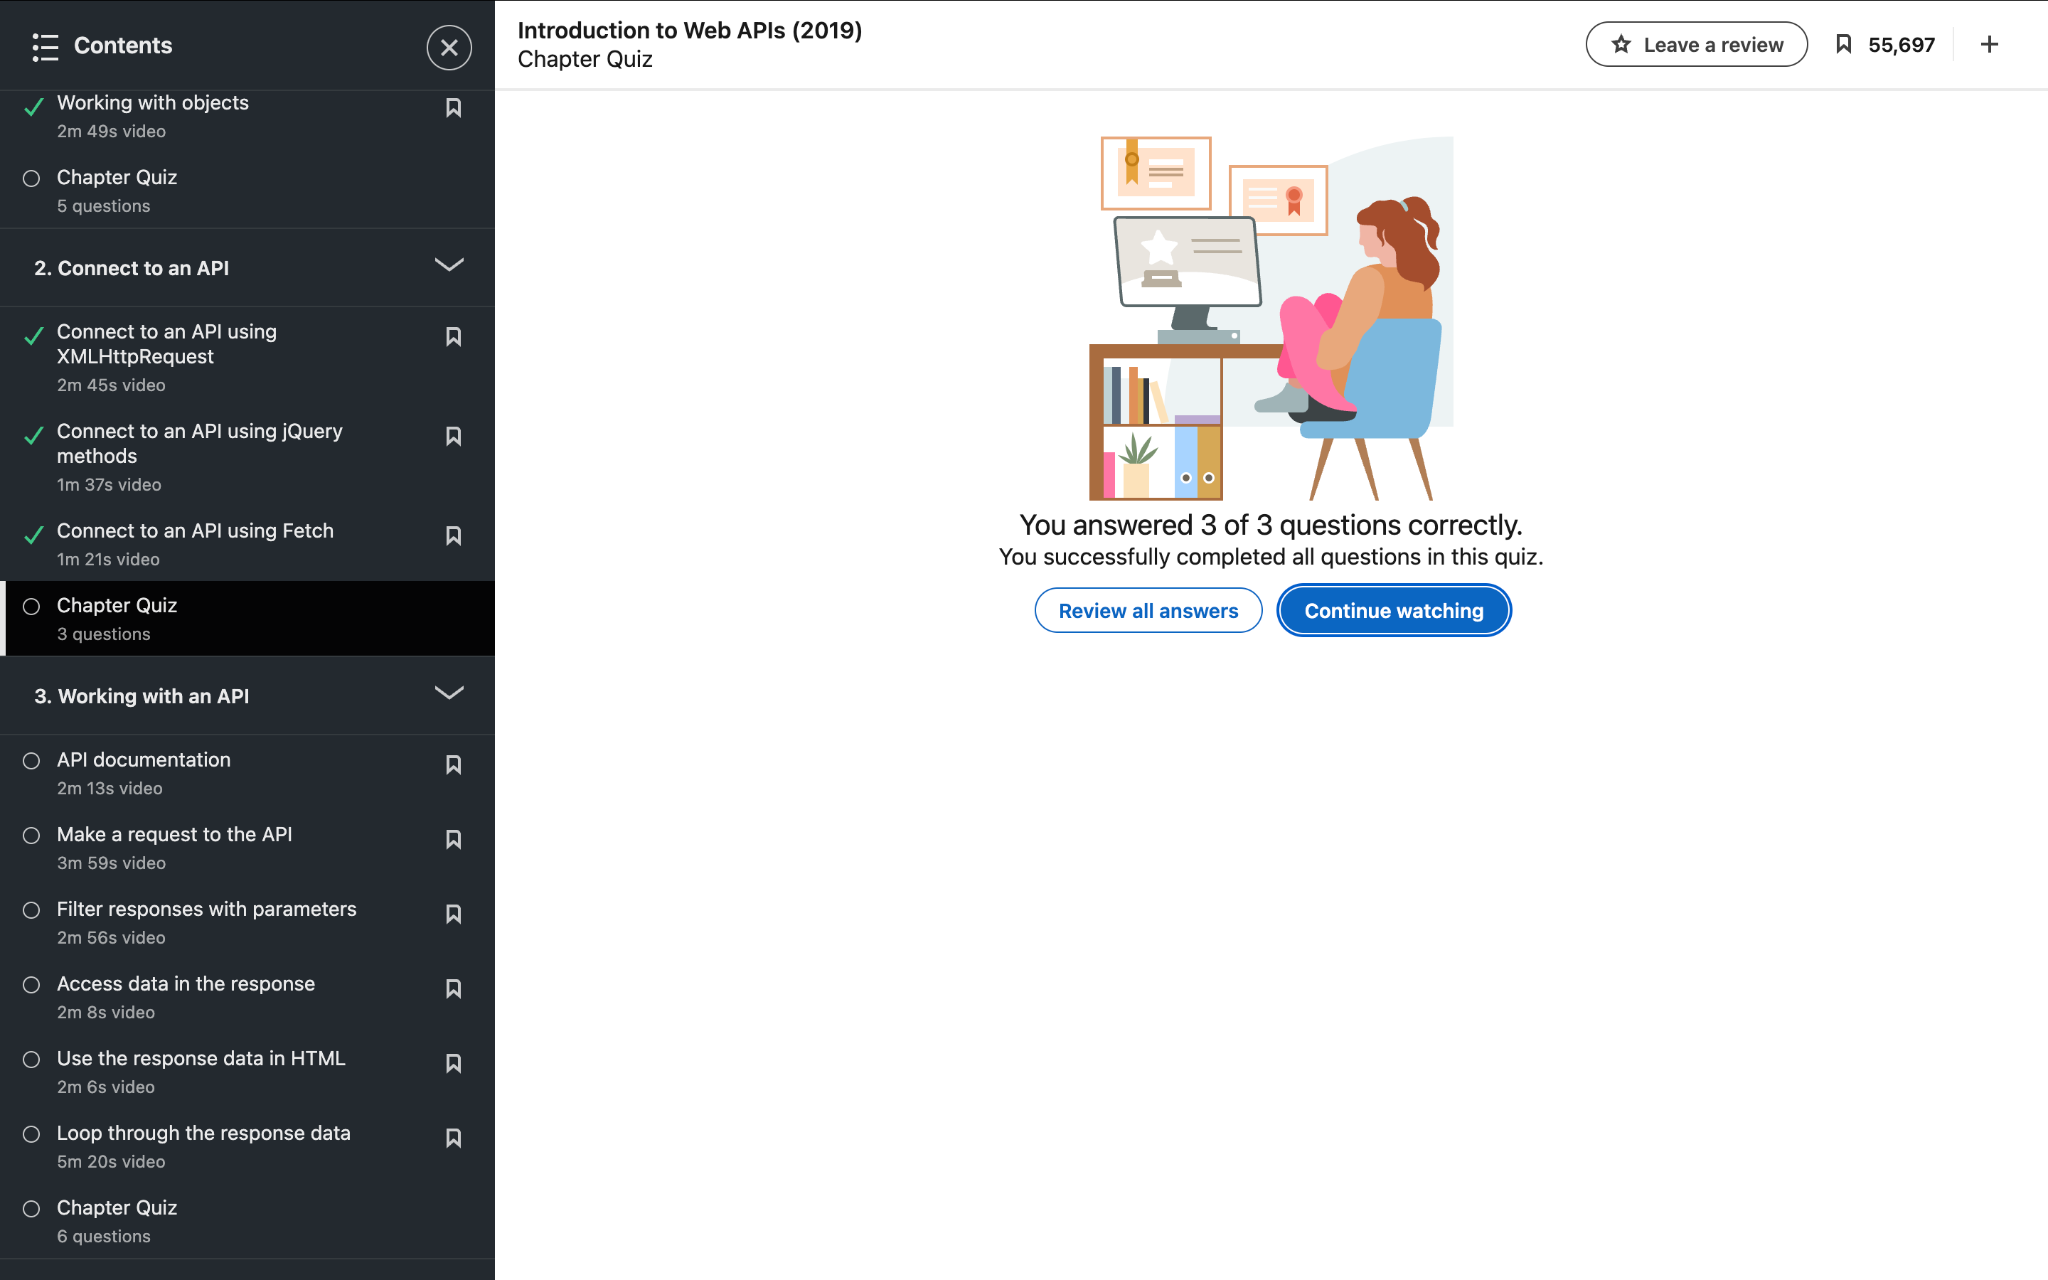 Contents
Working with objects
2m 49s video
Chapter Quiz
5 questions
2. Connect to an API
Connect to an API using
XMLHttpRequest
2m 45s video
Connect to an API using jQuery
methods
1m 37s video
Connect to an API using Fetch
1m 21s video
Chapter Quiz
3 questions
3. Working with an API
API documentation
2m 13s video
Make a request to the API
3m 59s video
Filter responses with parameters
2m 56s video
Access data in the response
2m 8s video
Use the response data in HTML
2m 6s video
Loop through the response data
5m 20s video
Chapter Quiz
6 questions
Introduction to Web APIs (2019)
Chapter Quiz
Leave a review
55,697
You answered 3 of 3 questions correctly.
You successfully completed all questions in this quiz.
Review all answers
Continue watching